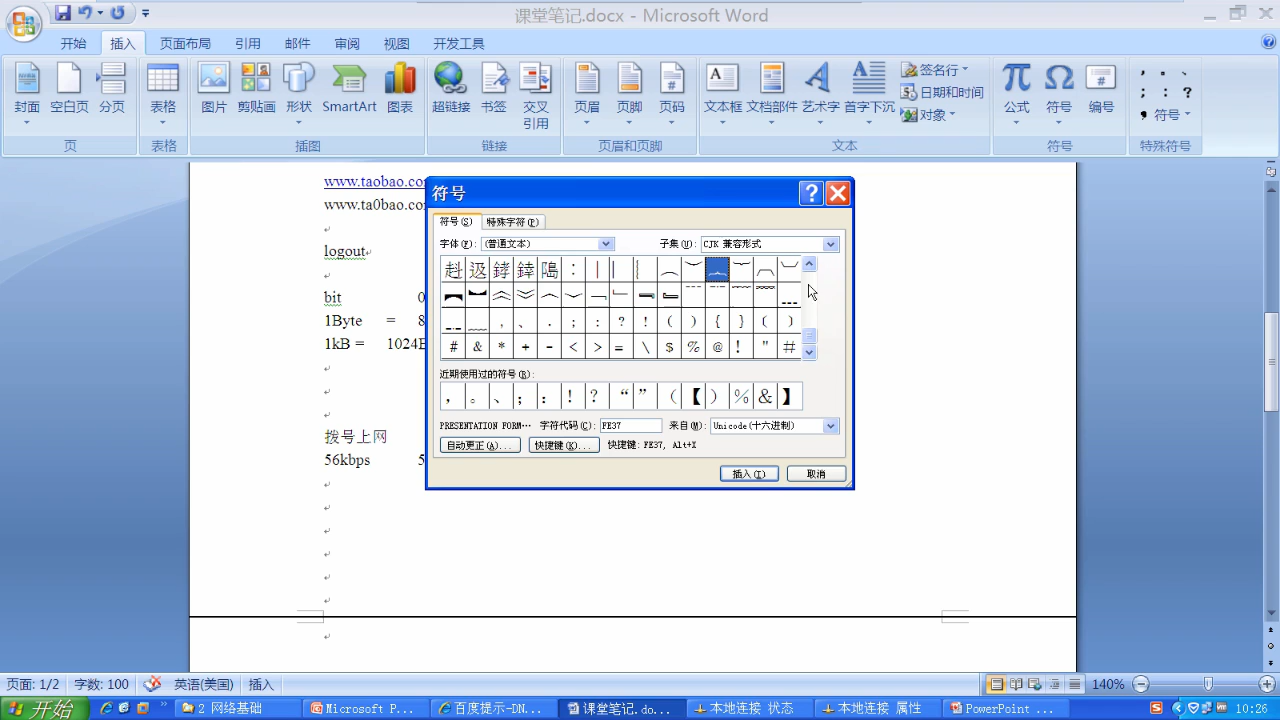 课堂笔记.docx - Microsoft Word
开始 插入 页面布局 引用 邮件 审阅 视图 开发工具
封面 空白页 分页 表格 图片 剪贴画 形状 SmartArt 图表 超链接 书签 交叉引用 页眉 页脚 页码 文本框 文档部件 艺术字 首字下沉 签名行 日期和时间 对象 公式 符号 编号 符号
页 表格 插图 链接 页眉和页脚 文本 符号 特殊符号
www.taobao.co
www.ta0bao.co
logout
bit 0
1Byte = 8
1kB = 1024
拨号上网
56kbps 5
符号
符号(S) 特殊字符(P)
字体(F): (普通文本) 子集(U): CJK 兼容形式
, 、 . ; : ? ! ( ) { } ( )
# & * + - < > = \ $ % @ ! " #
近期使用过的符号(R):
， 。 、 ； ： ！ ？ “ ” （ 【 ） % & 】
PRESENTATION FORM… 字符代码(C): FE37 来自(M): Unicode(十六进制)
自动更正(A)... 快捷键(K)... 快捷键: FE37, Alt+X
插入(I) 取消
页面: 1/2 字数: 100 英语(美国) 插入 140%
开始 2 网络基础 Microsoft P... 百度提示-DN... 课堂笔记.do... 本地连接 状态 本地连接 属性 PowerPoint ... 10:26